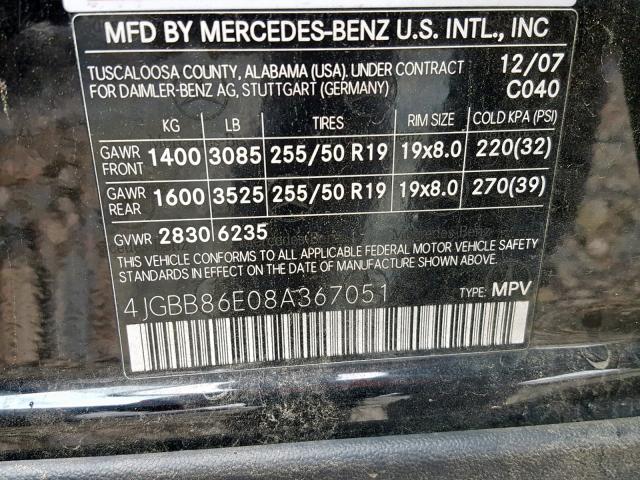 MFD BY MERCEDES-BENZ U.S. INTL., INC
TUSCALOOSA COUNTY, ALABAMA (USA). UNDER CONTRACT 12/07
FOR DAIMLER-BENZ AG, STUTTGART (GERMANY) C040
KG LB TIRES RIM SIZE COLD KPA (PSI)
GAWR FRONT 1400 3085 255/50 R19 19x8.0 220(32)
GAWR REAR 1600 3525 255/50 R19 19x8.0 270(39)
GVWR 2830 6235
THIS VEHICLE CONFORMS TO ALL APPLICABLE FEDERAL MOTOR VEHICLE SAFETY
STANDARDS IN EFFECT ON THE DATE OF MANUFACTURE SHOWN ABOVE.
4JGBB86E08A367051 TYPE: MPV